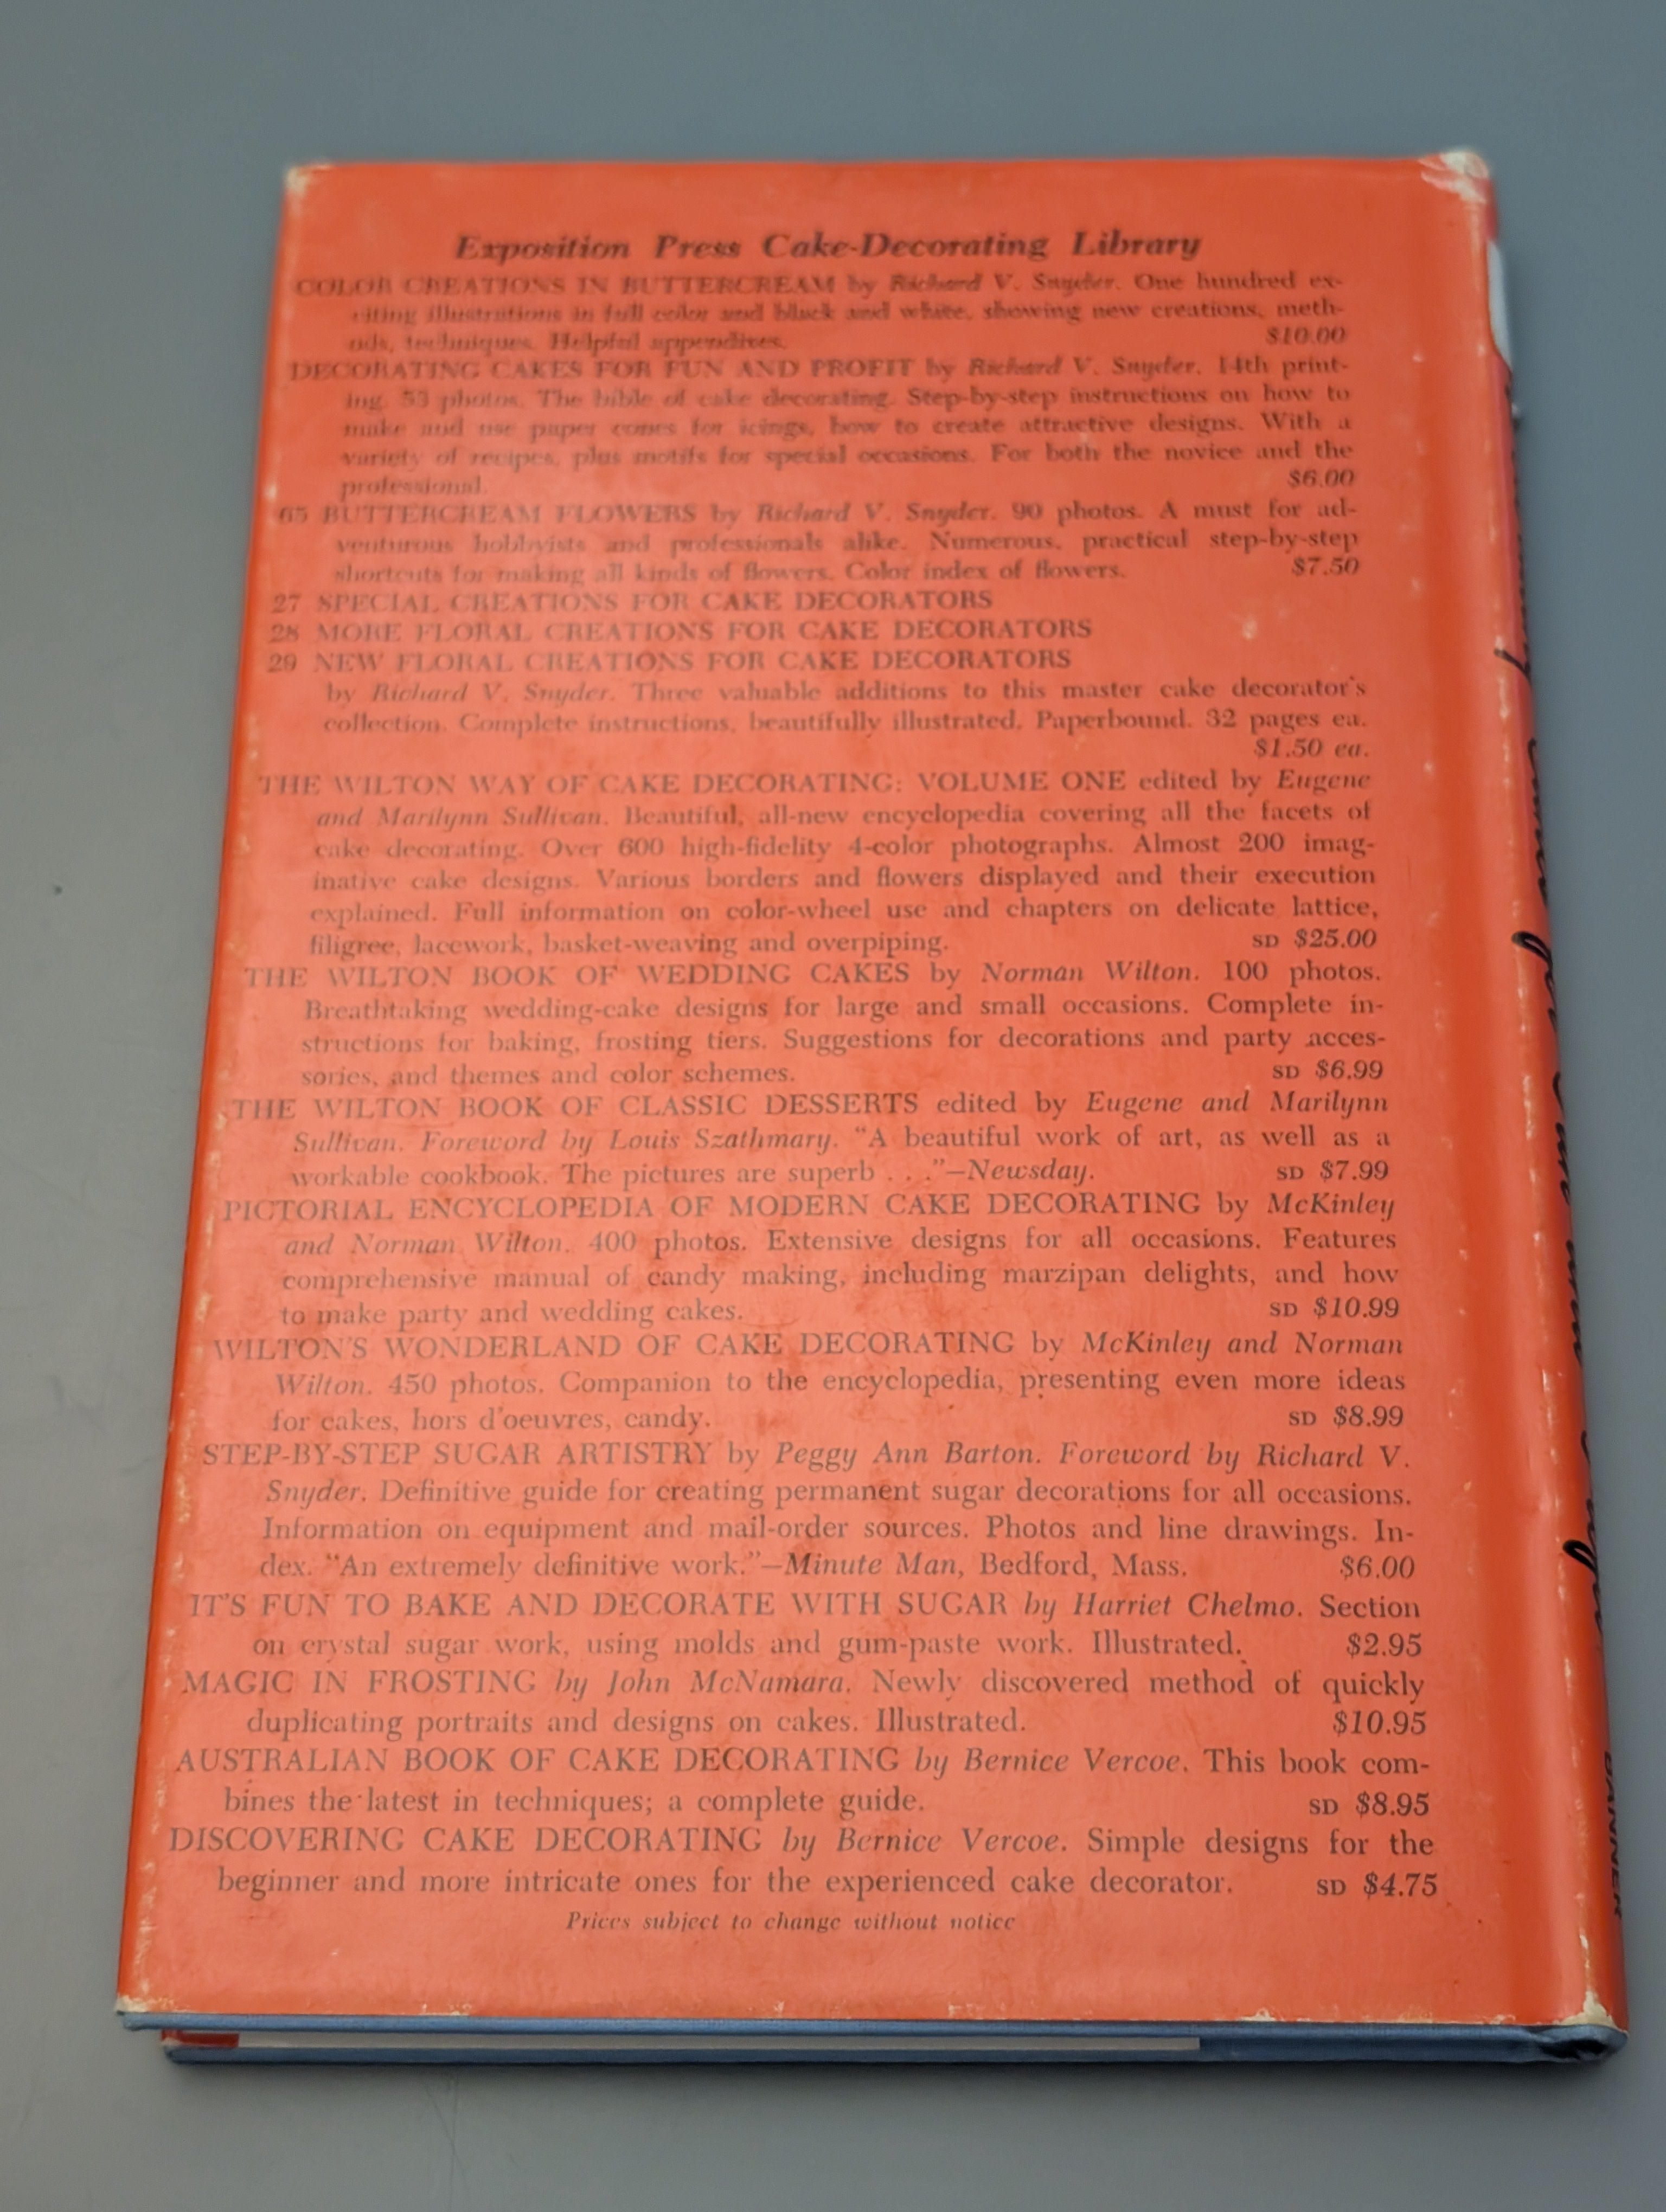 Exposition Press Cake-Decorating Library
COLOR CREATIONS IN BUTTERCREAM by Richard V. Snyder. One hundred ex-
citing illustrations in full color and black and white, showing new creations, meth-
ods, techniques. Helpful appendixes. $10.00
DECORATING CAKES FOR FUN AND PROFIT by Richard V. Snyder. 14th print-
ing. 53 photos. The bible of cake decorating. Step-by-step instructions on how to
make and use paper cones for icings, how to create attractive designs. With a
variety of recipes, plus motifs for special occasions. For both the novice and the
professional. $6.00
65 BUTTERCREAM FLOWERS by Richard V. Snyder. 90 photos. A must for ad-
venturous hobbyists and professionals alike. Numerous, practical step-by-step
shortcuts for making all kinds of flowers. Color index of flowers. $7.50
27 SPECIAL CREATIONS FOR CAKE DECORATORS
28 MORE FLORAL CREATIONS FOR CAKE DECORATORS
29 NEW FLORAL CREATIONS FOR CAKE DECORATORS
by Richard V. Snyder. Three valuable additions to this master cake decorator's
collection. Complete instructions, beautifully illustrated. Paperbound. 32 pages ea.
$1.50 ea.
THE WILTON WAY OF CAKE DECORATING: VOLUME ONE edited by Eugene
and Marilynn Sullivan. Beautiful, all-new encyclopedia covering all the facets of
cake decorating. Over 600 high-fidelity 4-color photographs. Almost 200 imag-
inative cake designs. Various borders and flowers displayed and their execution
explained. Full information on color-wheel use and chapters on delicate lattice,
filigree, lacework, basket-weaving and overpiping. SD $25.00
THE WILTON BOOK OF WEDDING CAKES by Norman Wilton. 100 photos.
Breathtaking wedding-cake designs for large and small occasions. Complete in-
structions for baking, frosting tiers. Suggestions for decorations and party acces-
sories, and themes and color schemes. SD $6.99
THE WILTON BOOK OF CLASSIC DESSERTS edited by Eugene and Marilynn
Sullivan. Foreword by Louis Szathmary. "A beautiful work of art, as well as a
workable cookbook. The pictures are superb . . ."—Newsday. SD $7.99
PICTORIAL ENCYCLOPEDIA OF MODERN CAKE DECORATING by McKinley
and Norman Wilton. 400 photos. Extensive designs for all occasions. Features
comprehensive manual of candy making, including marzipan delights, and how
to make party and wedding cakes. SD $10.99
WILTON'S WONDERLAND OF CAKE DECORATING by McKinley and Norman
Wilton. 450 photos. Companion to the encyclopedia, presenting even more ideas
for cakes, hors d'oeuvres, candy. SD $8.99
STEP-BY-STEP SUGAR ARTISTRY by Peggy Ann Barton. Foreword by Richard V.
Snyder. Definitive guide for creating permanent sugar decorations for all occasions.
Information on equipment and mail-order sources. Photos and line drawings. In-
dex. "An extremely definitive work."—Minute Man, Bedford, Mass. $6.00
IT'S FUN TO BAKE AND DECORATE WITH SUGAR by Harriet Chelmo. Section
on crystal sugar work, using molds and gum-paste work. Illustrated. $2.95
MAGIC IN FROSTING by John McNamara. Newly discovered method of quickly
duplicating portraits and designs on cakes. Illustrated. $10.95
AUSTRALIAN BOOK OF CAKE DECORATING by Bernice Vercoe. This book com-
bines the latest in techniques; a complete guide. SD $8.95
DISCOVERING CAKE DECORATING by Bernice Vercoe. Simple designs for the
beginner and more intricate ones for the experienced cake decorator. SD $4.75
Prices subject to change without notice
BANNER